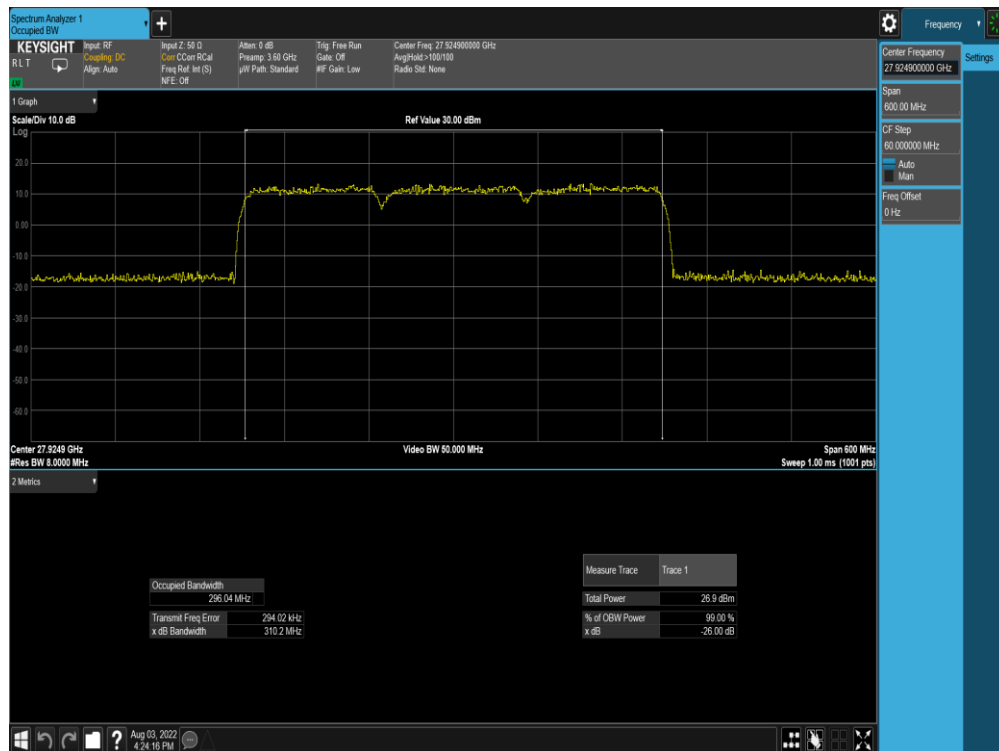 Spectrum Analyzer 1
Occupied BW
+
Frequency
KEYSIGHT
RLT
LXI
Input: RF
Coupling: DC
Align: Auto
Input Z: 50 Ω
Corr CCorr RCal
Freq Ref: Int (S)
NFE: Off
Atten: 0 dB
Preamp: 3.60 GHz
µW Path: Standard
Trig: Free Run
Gate: Off
#IF Gain: Low
Center Freq: 27.924900000 GHz
Avg|Hold:>100/100
Radio Std: None
Center Frequency
27.924900000 GHz
Settings
Span
600.00 MHz
CF Step
60.000000 MHz
Auto
Man
Freq Offset
0 Hz
1 Graph
Scale/Div 10.0 dB
Ref Value 30.00 dBm
Log
20.0
10.0
0.00
-10.0
-20.0
-30.0
-40.0
-50.0
-60.0
Center 27.9249 GHz
Video BW 50.000 MHz
Span 600 MHz
#Res BW 8.0000 MHz
Sweep 1.00 ms (1001 pts)
2 Metrics
Occupied Bandwidth
296.04 MHz
Transmit Freq Error 294.02 kHz
x dB Bandwidth 310.2 MHz
Measure Trace Trace 1
Total Power 26.9 dBm
% of OBW Power 99.00 %
x dB -26.00 dB
?
Aug 03, 2022
4:24:16 PM